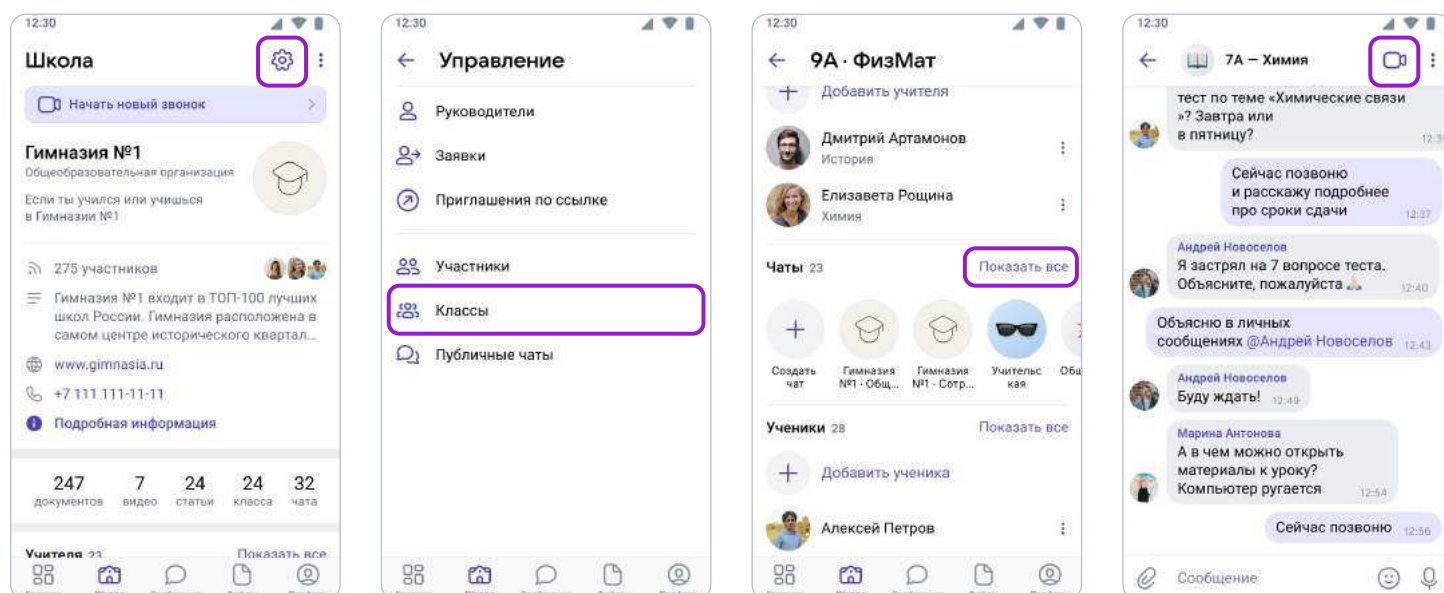 12:30
Школа
Начать новый звонок
Гимназия №1
Общеобразовательная организация
Если ты учился или учишься
в Гимназии №1
275 участников
Гимназия №1 входит в ТОП-100 лучших
школ России. Гимназия расположена в
самом центре исторического квартал...
www.gimnasia.ru
+7 111 111-11-11
Подробная информация
247 7 24 24 32
документов видео статьи класса чата
Учителя 23 Показать все
12:30
Управление
Руководители
Заявки
Приглашения по ссылке
Участники
Классы
Публичные чаты
12:30
9А · ФизМат
Добавить учителя
Дмитрий Артамонов
История
Елизавета Рощина
Химия
Чаты 23 Показать все
Создать Гимназия Гимназия Учительс Общ
чат №1 - Общ... №1 - Сотр... кая
Ученики 28 Показать все
Добавить ученика
Алексей Петров
12:30
7А — Химия
тест по теме «Химические связи
»? Завтра или
в пятницу?
Сейчас позвоню
и расскажу подробнее
про сроки сдачи 12:37
Андрей Новоселов
Я застрял на 7 вопросе теста.
Объясните, пожалуйста 🙏 12:40
Объясню в личных
сообщениях @Андрей Новоселов 12:43
Андрей Новоселов
Буду ждать! 12:49
Марина Антонова
А в чем можно открыть
материалы к уроку?
Компьютер ругается 12:54
Сейчас позвоню 12:56
Сообщение